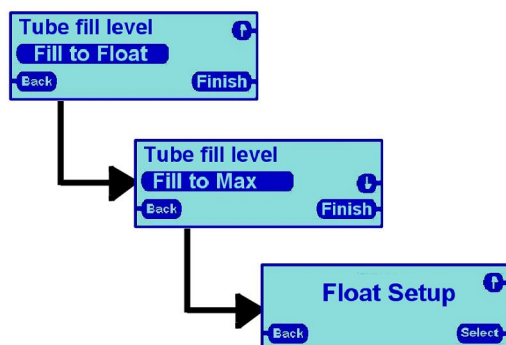 Tube fill level
Fill to Float
Back Finish
Tube fill level
Fill to Max
Back Finish
Float Setup
Back Select